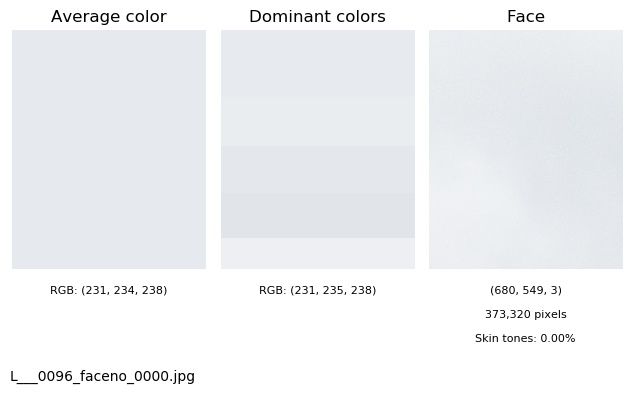 Average color
Dominant colors
Face
RGB: (231, 234, 238)
RGB: (231, 235, 238)
(680, 549, 3)
373,320 pixels
Skin tones: 0.00%
L___0096_faceno_0000.jpg